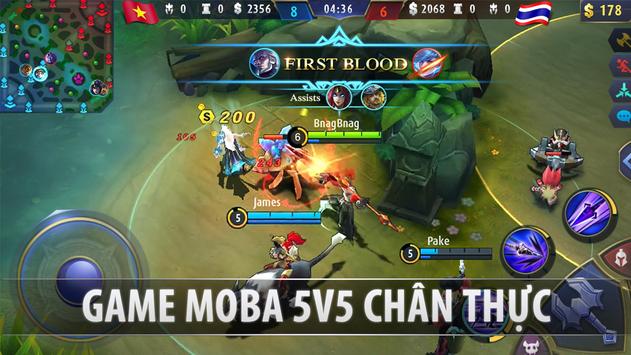 0 0 $ 2356 8 04:36 6 $ 2068 0 0 $ 178
FIRST BLOOD
Assists
200
BnagBnag
6
243
James
5
Pake
5
GAME MOBA 5V5 CHÂN THỰC